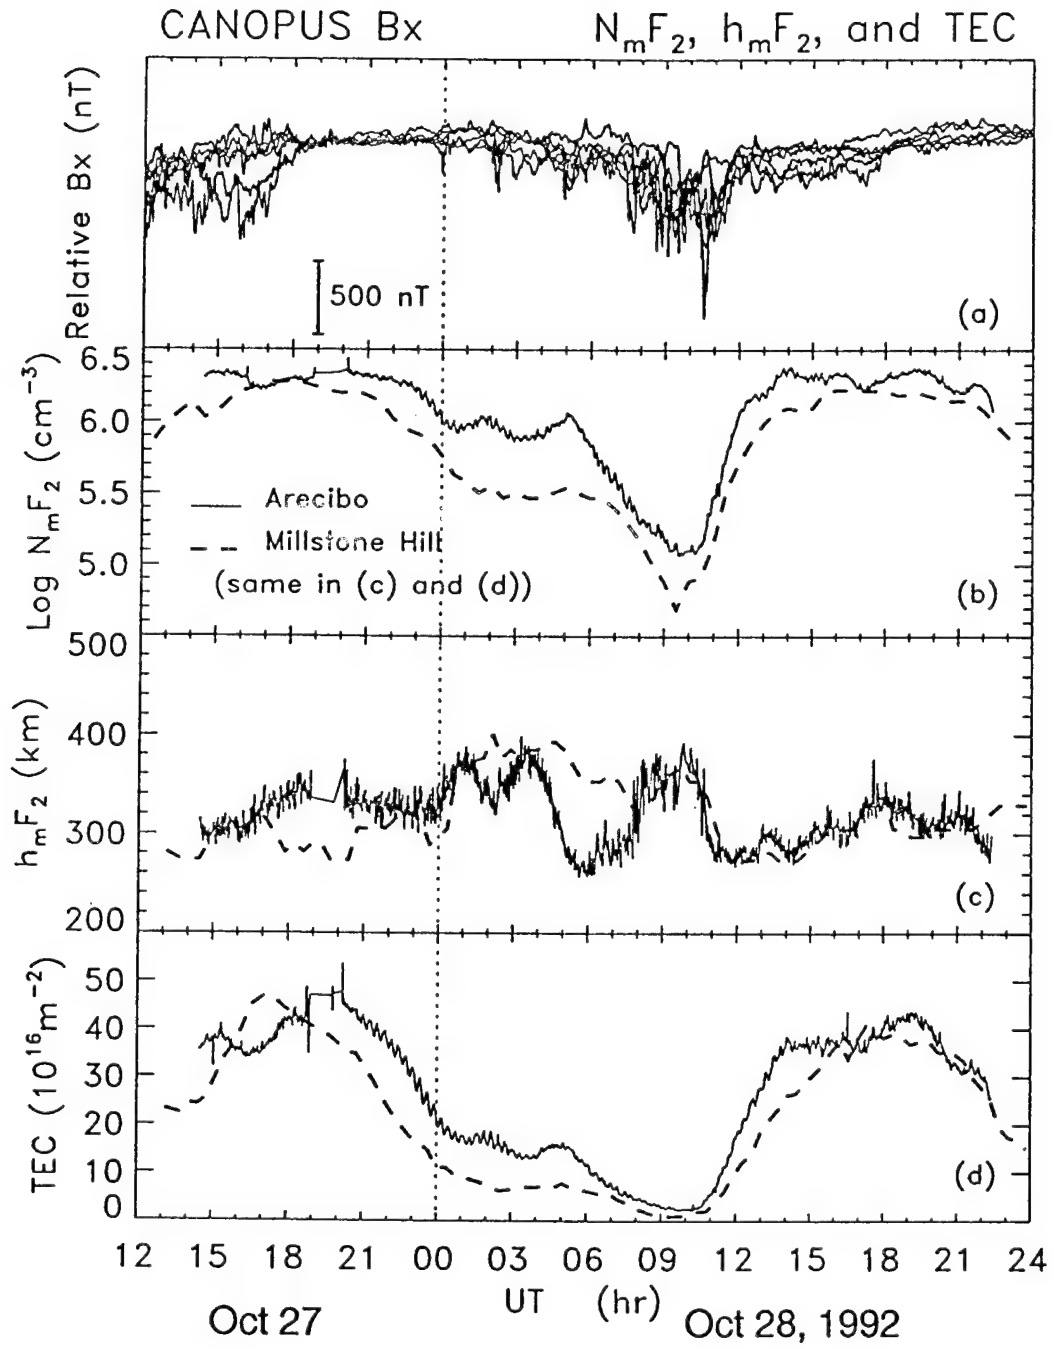 CANOPUS Bx NmF2, hmF2, and TEC
Relative Bx (nT)
500 nT
(a)
Log NmF2 (cm−3)
6.5
6.0
5.5
5.0
Arecibo
Millstone Hill
(same in (c) and (d))
(b)
hmF2 (km)
500
400
300
200
(c)
TEC (10^16 m−2)
50
40
30
20
10
0
(d)
12 15 18 21 00 03 06 09 12 15 18 21 24
UT (hr)
Oct 27 Oct 28, 1992